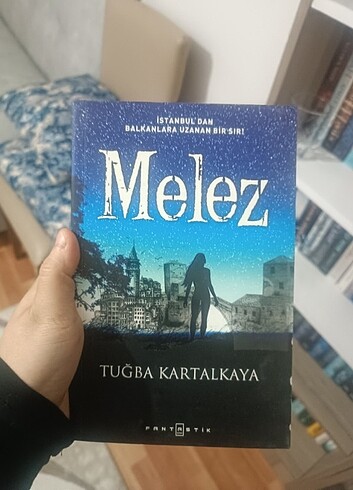 İSTANBUL'DAN
BALKANLARA UZANAN BİR SIR!
Melez
TUĞBA KARTALKAYA
FANTASTİK